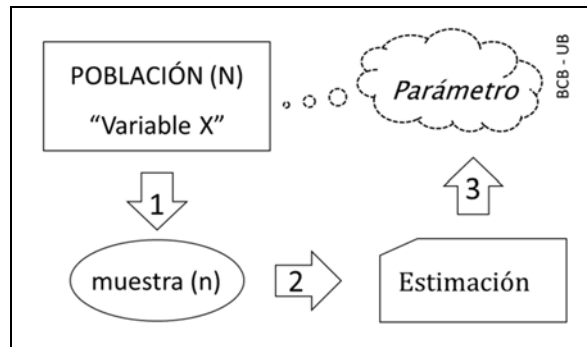 POBLACIÓN (N)
“Variable X”
Parámetro
BCB - UB
1
3
muestra (n)
2
Estimación